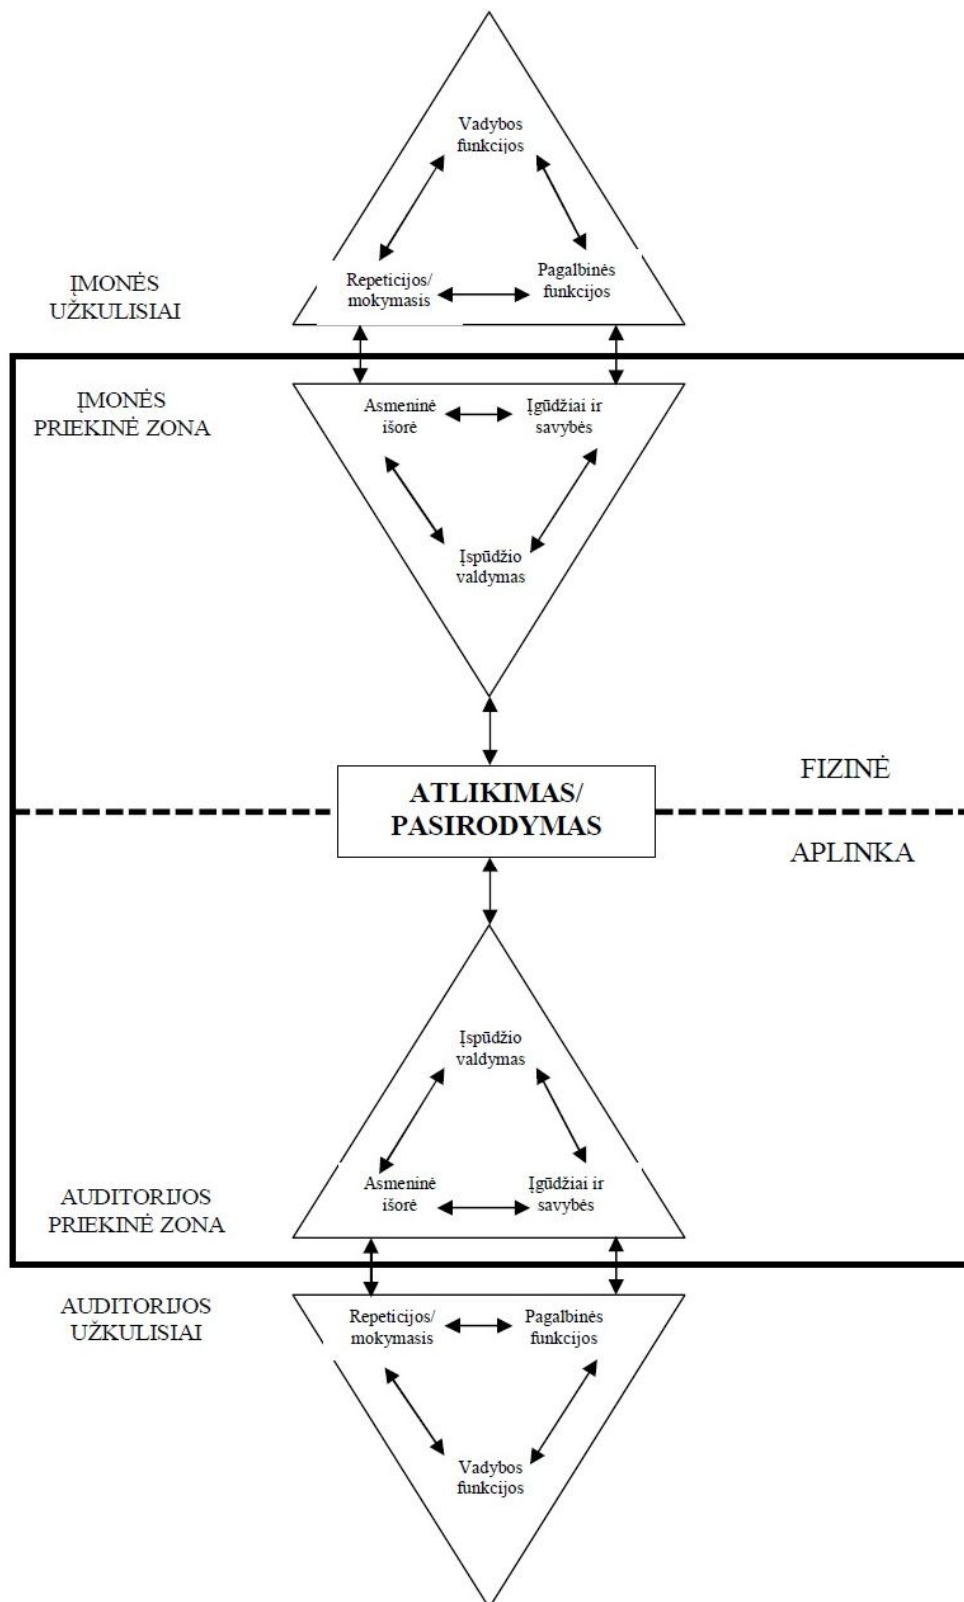 Vadybos
funkcijos
Repeticijos/
mokymasis
Pagalbinės
funkcijos
ĮMONĖS
UŽKULISIAI
ĮMONĖS
PRIEKINĖ ZONA
Asmeninė
išorė
Įgūdžiai ir
savybės
Įspūdžio
valdymas
ATLIKIMAS/
PASIRODYMAS
FIZINĖ
APLINKA
Įspūdžio
valdymas
Asmeninė
išorė
Įgūdžiai ir
savybės
AUDITORIJOS
PRIEKINĖ ZONA
AUDITORIJOS
UŽKULISIAI
Repeticijos/
mokymasis
Pagalbinės
funkcijos
Vadybos
funkcijos